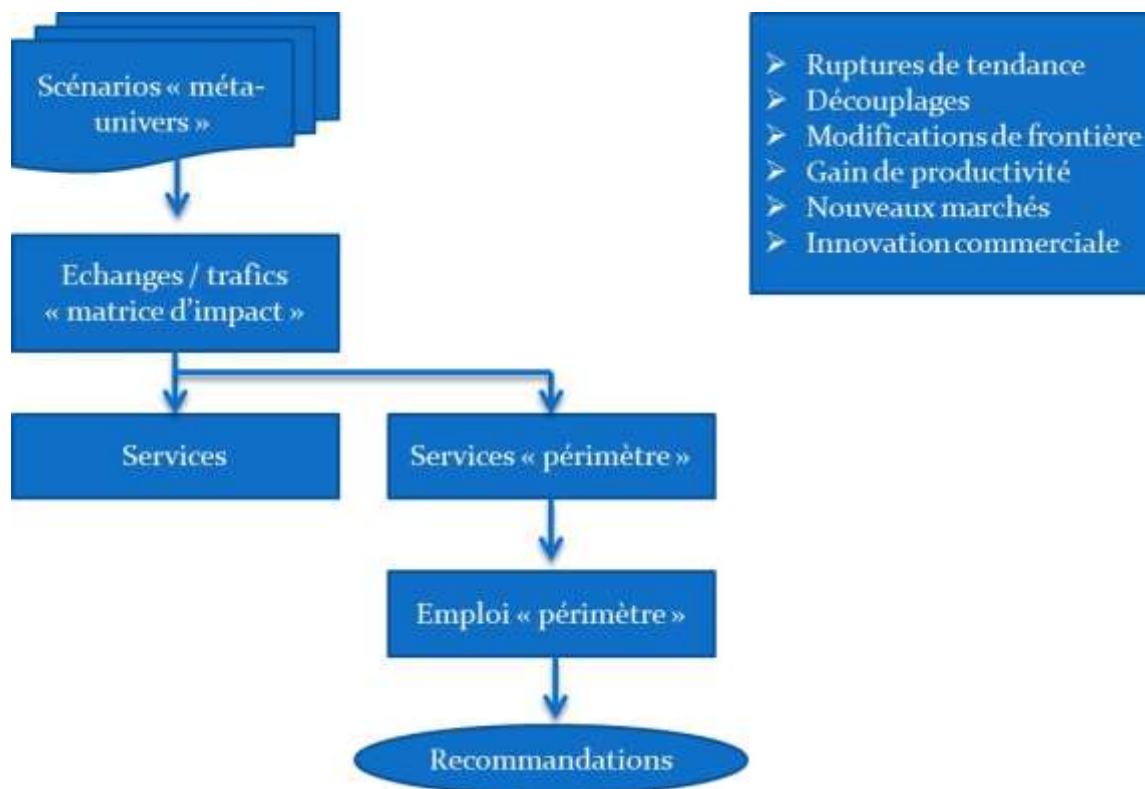 Scénarios « méta-
univers »
Ruptures de tendance
Découplages
Modifications de frontière
Gain de productivité
Nouveaux marchés
Innovation commerciale
Echanges / trafics
« matrice d'impact »
Services
Services « périmètre »
Emploi « périmètre »
Recommandations